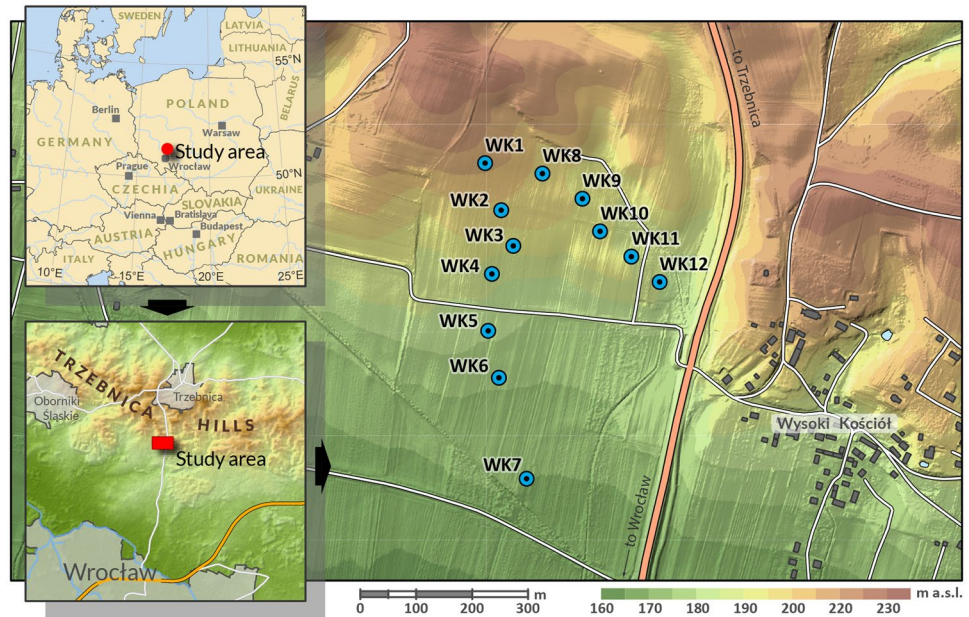 SWEDEN
LATVIA
LITHUANIA
55°N
BELARUS
POLAND
Berlin
Warsaw
GERMANY
Study area
Wrocław
Prague
50°N
CZECHIA
UKRAINE
SLOVAKIA
Vienna
Bratislava
Budapest
AUSTRIA
HUNGARY
ITALY
ROMANIA
10°E
15°E
20°E
25°E
TRZEBNICA
HILLS
Trzebnica
Oborniki
Śląskie
Study area
Wrocław
to Trzebnica
WK1
WK8
WK9
WK2
WK10
WK3
WK11
WK4
WK12
WK5
WK6
WK7
Wysoki Kościół
to Wrocław
0 100 200 300 m
160 170 180 190 200 210 220 230 m a.s.l.